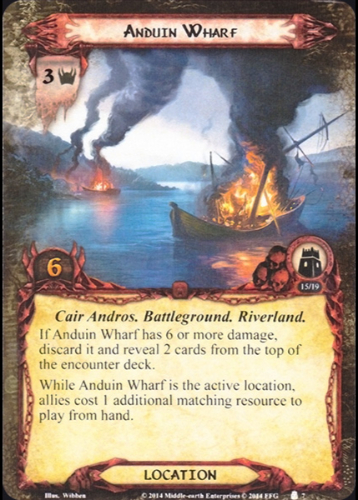 ANDUIN WHARF
3
6
15/19
Cair Andros. Battleground. Riverland.
If Anduin Wharf has 6 or more damage,
discard it and reveal 2 cards from the top of
the encounter deck.
While Anduin Wharf is the active location,
allies cost 1 additional matching resource to
play from hand.
LOCATION
Illus. Wibben
© 2014 Middle-earth Enterprises © 2014 FFG
7